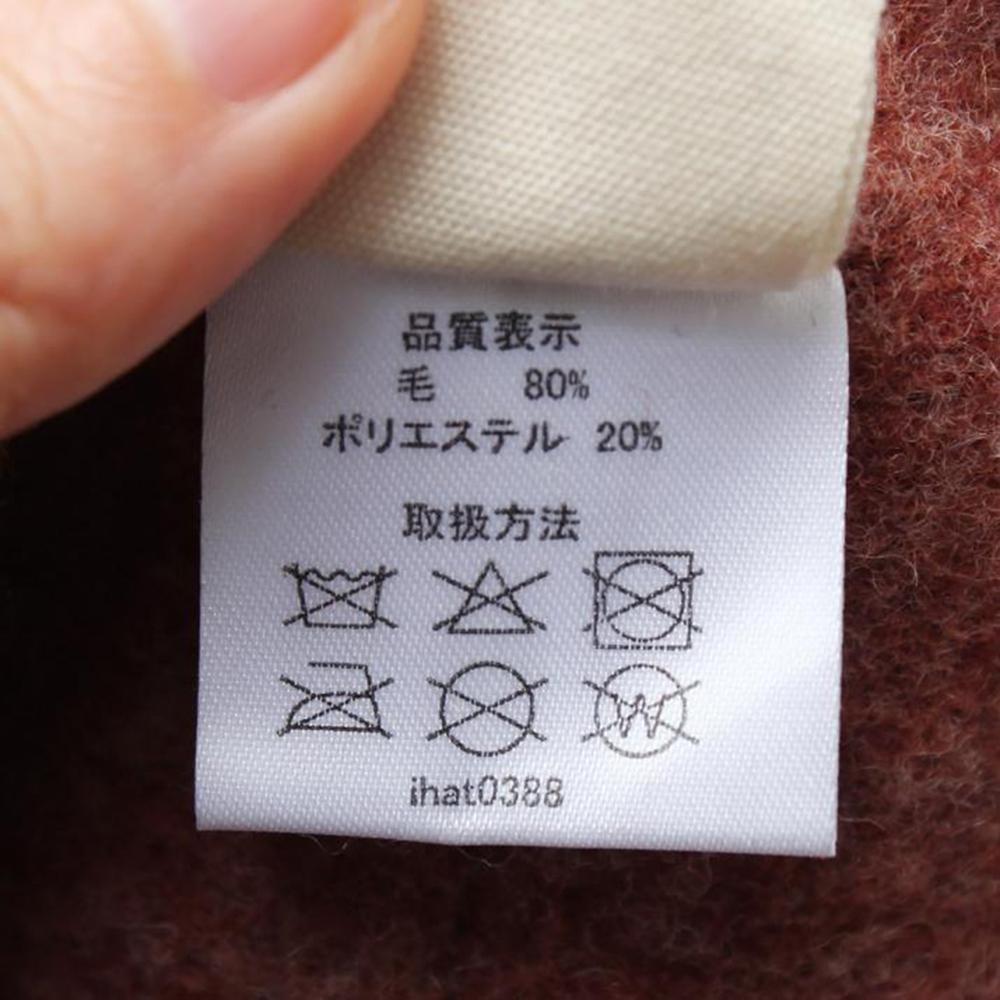 品質表示
毛 80%
ポリエステル 20%
取扱方法
W
ihat0388